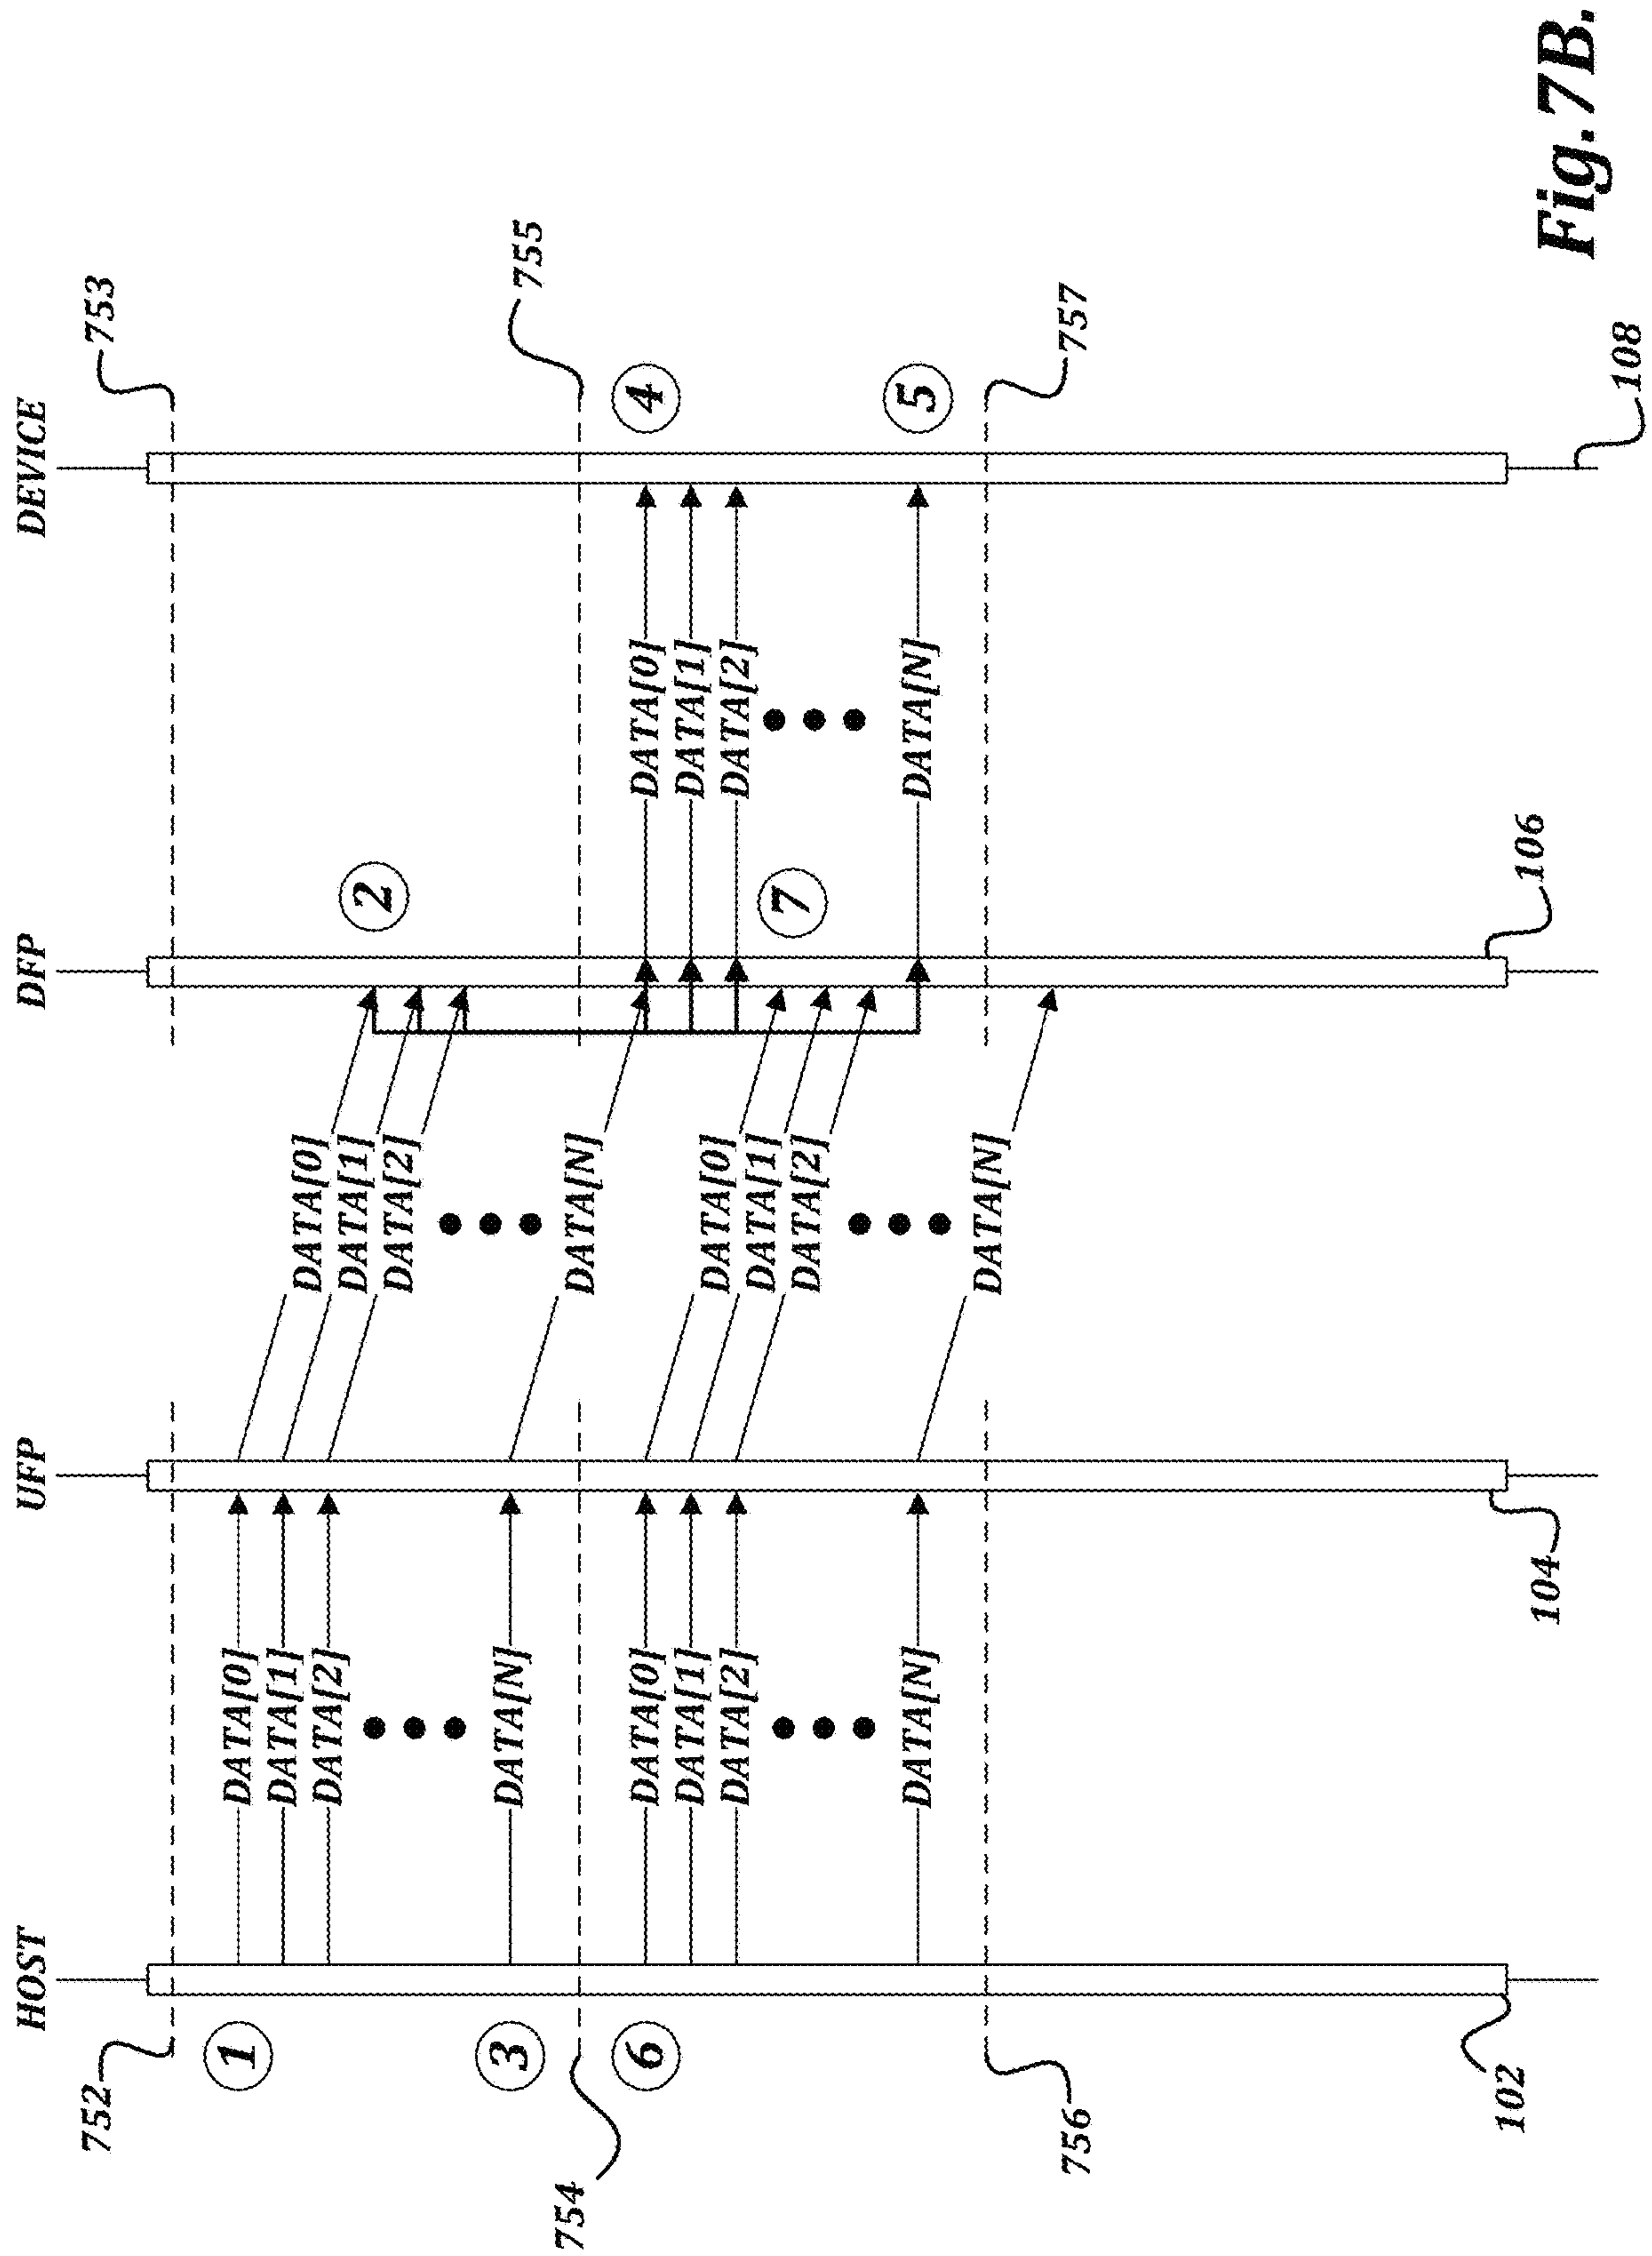 HOST
UFP
DFP
DEVICE
752
753
1
DATA[0]
DATA[1]
DATA[2]
DATA[N]
3
DATA[0]
DATA[1]
DATA[2]
DATA[N]
2
754
755
6
DATA[0]
DATA[1]
DATA[2]
DATA[N]
DATA[0]
DATA[1]
DATA[2]
DATA[N]
7
DATA[0]
DATA[1]
DATA[2]
DATA[N]
4
5
756
757
102
104
106
108
Fig.7B.